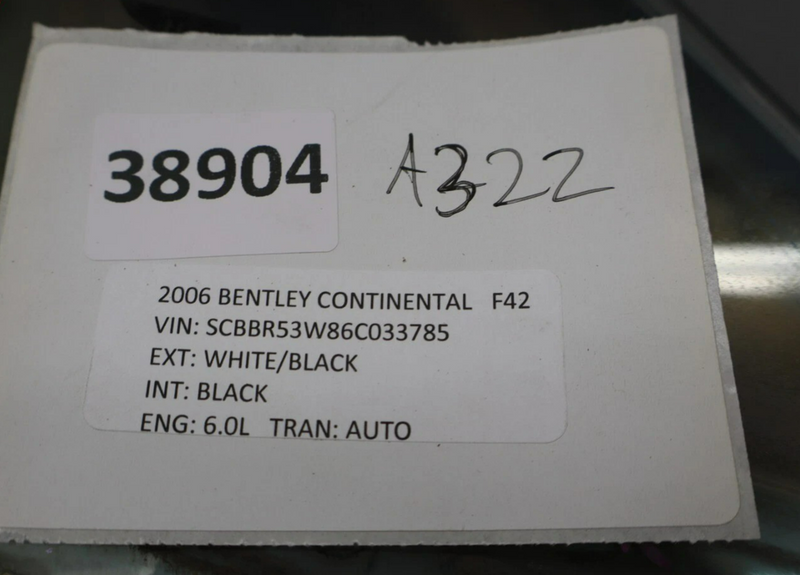 38904 A322
2006 BENTLEY CONTINENTAL F42
VIN: SCBBR53W86C033785
EXT: WHITE/BLACK
INT: BLACK
ENG: 6.0L TRAN: AUTO